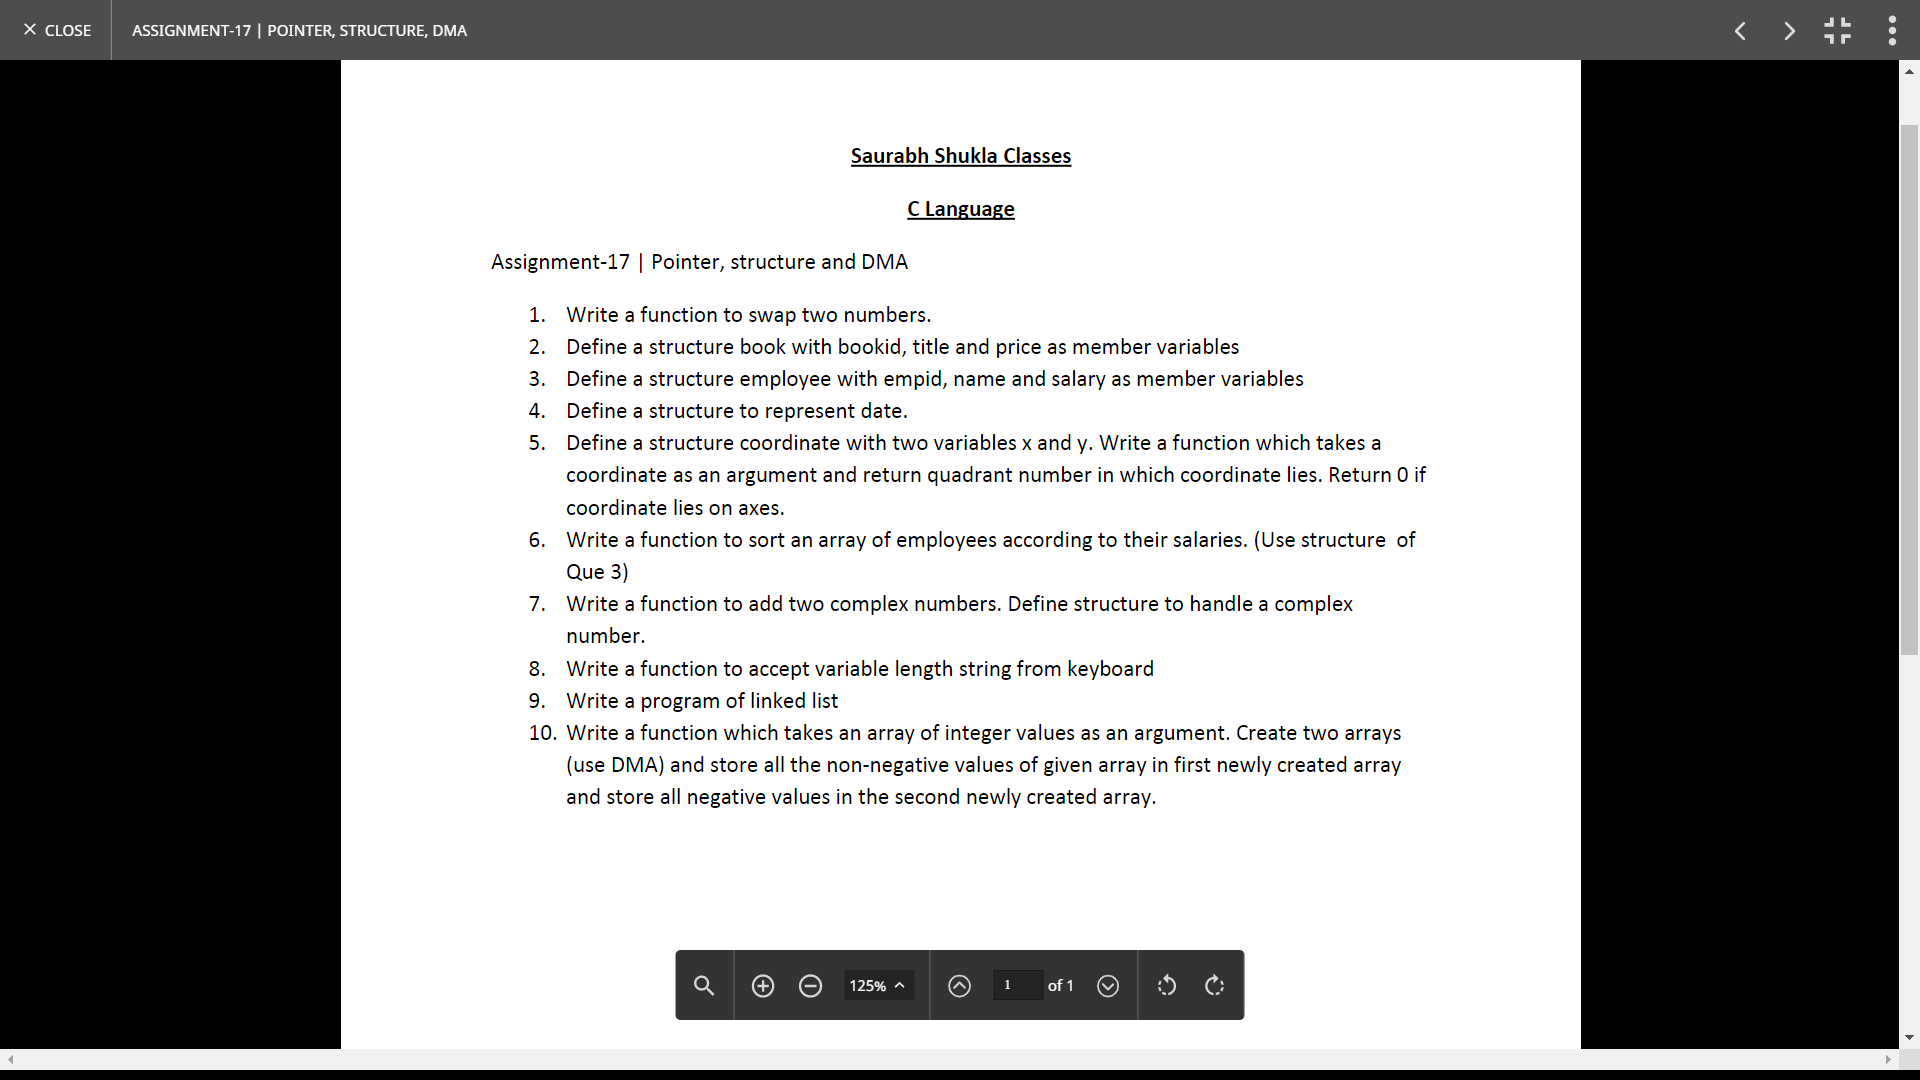 CLOSE
ASSIGNMENT-17 | POINTER, STRUCTURE, DMA
Saurabh Shukla Classes
C Language
Assignment-17 | Pointer, structure and DMA
1. Write a function to swap two numbers.
2. Define a structure book with bookid, title and price as member variables
3. Define a structure employee with empid, name and salary as member variables
4. Define a structure to represent date.
5. Define a structure coordinate with two variables x and y. Write a function which takes a
coordinate as an argument and return quadrant number in which coordinate lies. Return 0 if
coordinate lies on axes.
6. Write a function to sort an array of employees according to their salaries. (Use structure  of
Que 3)
7. Write a function to add two complex numbers. Define structure to handle a complex
number.
8. Write a function to accept variable length string from keyboard
9. Write a program of linked list
10. Write a function which takes an array of integer values as an argument. Create two arrays
(use DMA) and store all the non-negative values of given array in first newly created array
and store all negative values in the second newly created array.
125%
1 of 1